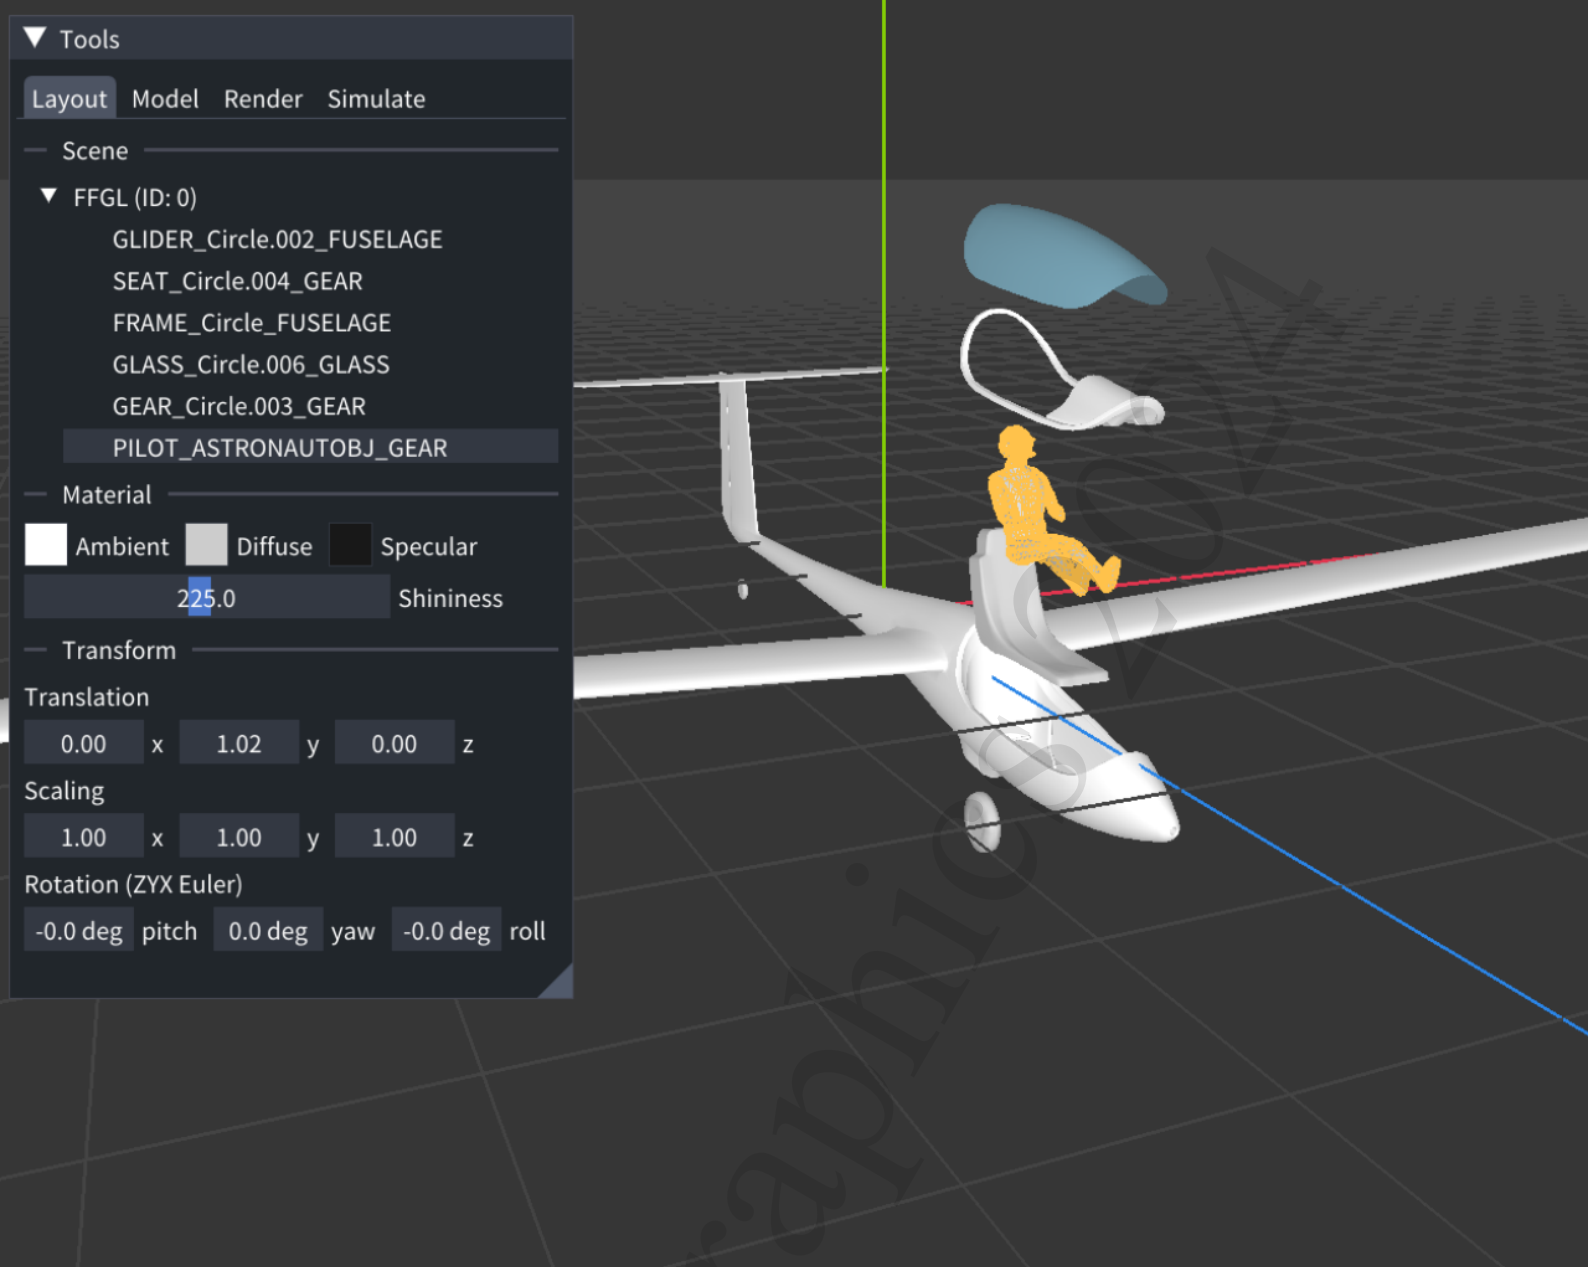 Tools
Layout Model Render Simulate
Scene
FFGL (ID: 0)
GLIDER_Circle.002_FUSELAGE
SEAT_Circle.004_GEAR
FRAME_Circle_FUSELAGE
GLASS_Circle.006_GLASS
GEAR_Circle.003_GEAR
PILOT_ASTRONAUTOBJ_GEAR
Material
Ambient Diffuse Specular
225.0 Shininess
Transform
Translation
0.00 x 1.02 y 0.00 z
Scaling
1.00 x 1.00 y 1.00 z
Rotation (ZYX Euler)
-0.0 deg pitch 0.0 deg yaw -0.0 deg roll